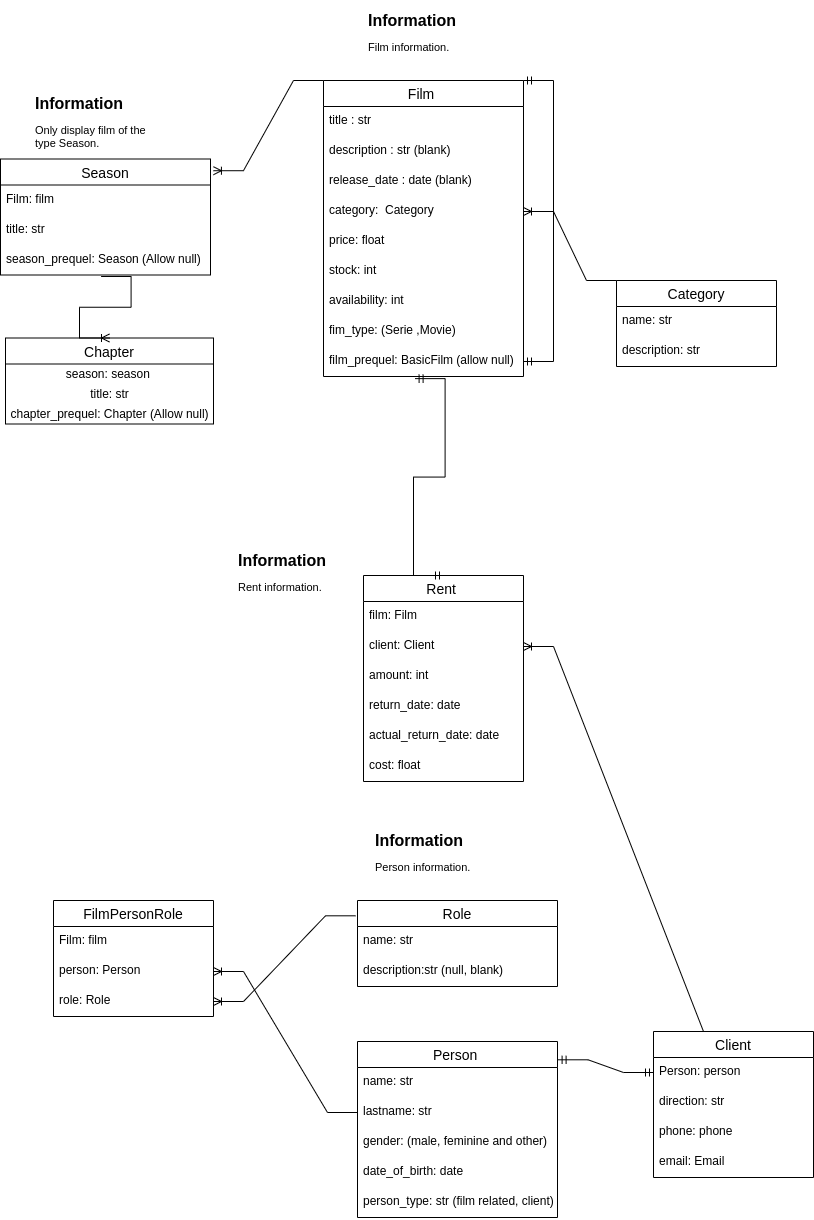 Information
Film information.
Information
Only display film of the
type Season.
Film
title : str
description : str (blank)
release_date : date (blank)
category:  Category
price: float
stock: int
availability: int
fim_type: (Serie ,Movie)
film_prequel: BasicFilm (allow null)
Season
Film: film
title: str
season_prequel: Season (Allow null)
Category
name: str
description: str
Chapter
season: season
title: str
chapter_prequel: Chapter (Allow null)
Information
Rent information.
Rent
film: Film
client: Client
amount: int
return_date: date
actual_return_date: date
cost: float
Information
Person information.
FilmPersonRole
Film: film
person: Person
role: Role
Role
name: str
description:str (null, blank)
Person
name: str
lastname: str
gender: (male, feminine and other)
date_of_birth: date
person_type: str (film related, client)
Client
Person: person
direction: str
phone: phone
email: Email